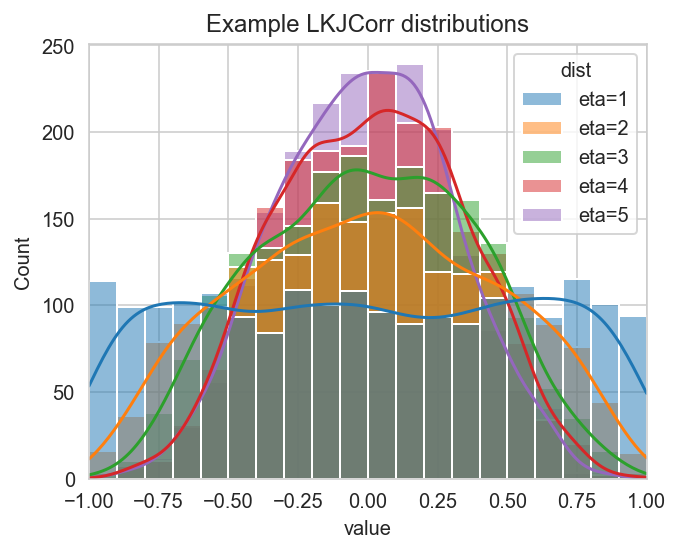 Example LKJCorr distributions
250
200
150
100
50
0
Count
dist
eta=1
eta=2
eta=3
eta=4
eta=5
−1.00 −0.75 −0.50 −0.25 0.00 0.25 0.50 0.75 1.00
value